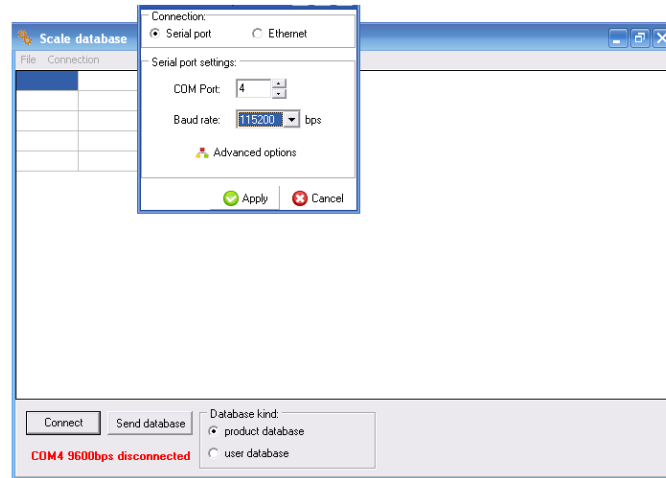 Connection:
Serial port Ethernet
Scale database
File Connection
Serial port settings:
COM Port: 4
Baud rate: 115200 bps
Advanced options
Apply Cancel
Database kind:
Connect Send database
product database
COM4 9600bps disconnected
user database